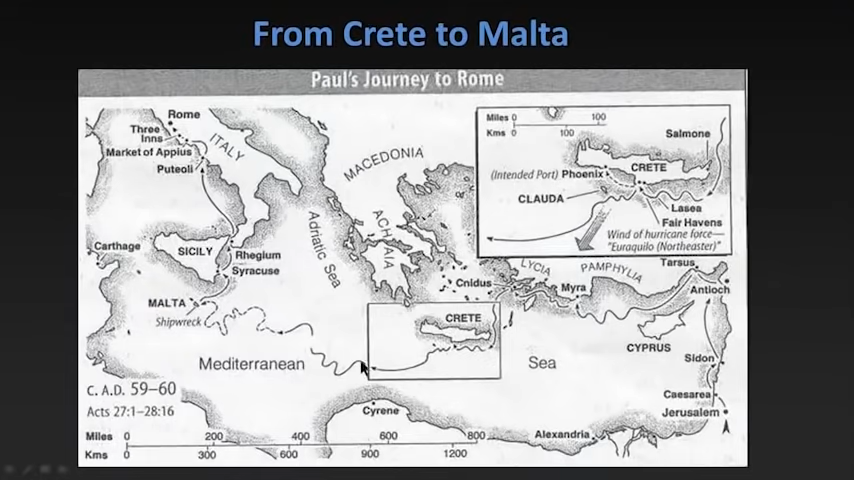 From Crete to Malta
Paul's Journey to Rome
Rome
Three
Inns
Market of Appius
Puteoli
ITALY
MACEDONIA
ACHAIA
Adriatic Sea
Carthage
SICILY
Rhegium
Syracuse
MALTA
Shipwreck
Mediterranean
Sea
Cnidus
LYCIA
PAMPHYLIA
Myra
Tarsus
Antioch
CRETE
CYPRUS
Sidon
Caesarea
Jerusalem
Cyrene
Alexandria
C. A.D. 59–60
Acts 27:1–28:16
Miles 0 200 400 600 800
Kms 0 300 600 900 1200
Miles 0 100
Kms 0 100
Salmone
CRETE
(Intended Port) Phoenix
CLAUDA
Lasea
Fair Havens
Wind of hurricane force—
"Euraquilo (Northeaster)"